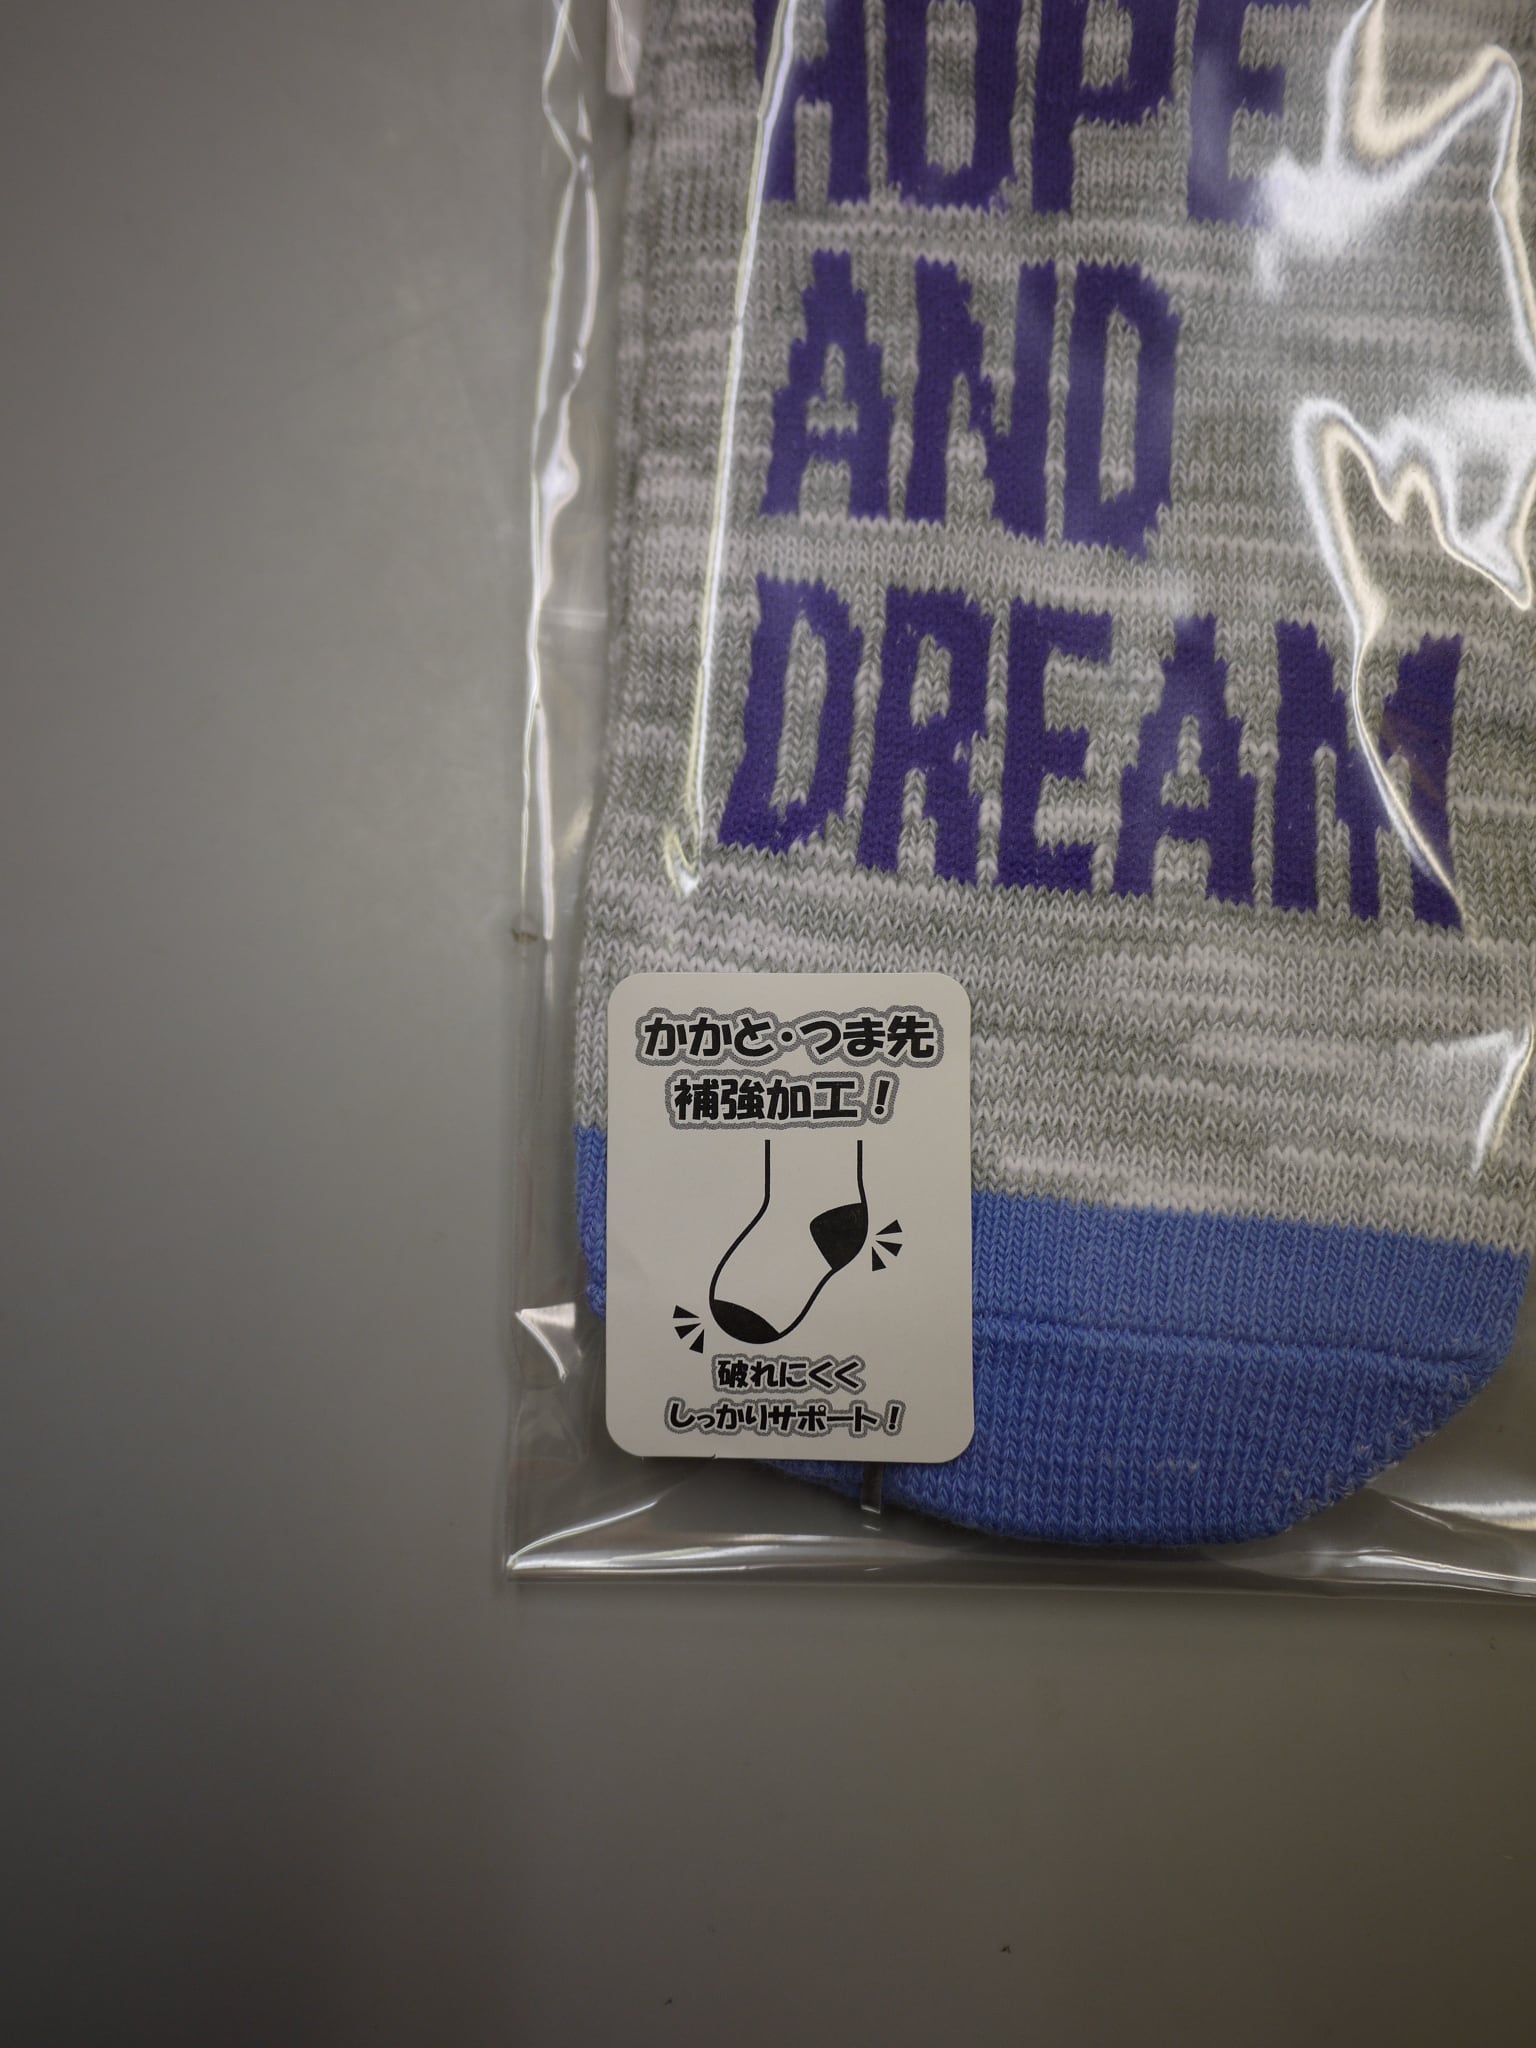 HOPE
AND
DREAM
かかと・つま先
補強加工!
破れにくく
しっかりサポート!